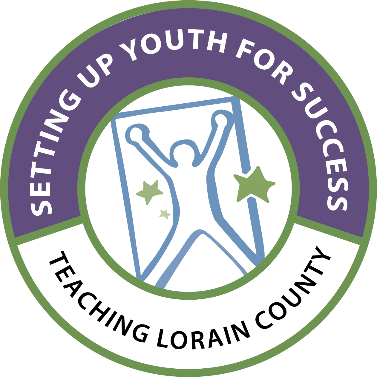 SETTING UP YOUTH FOR SUCCESS
TEACHING LORAIN COUNTY